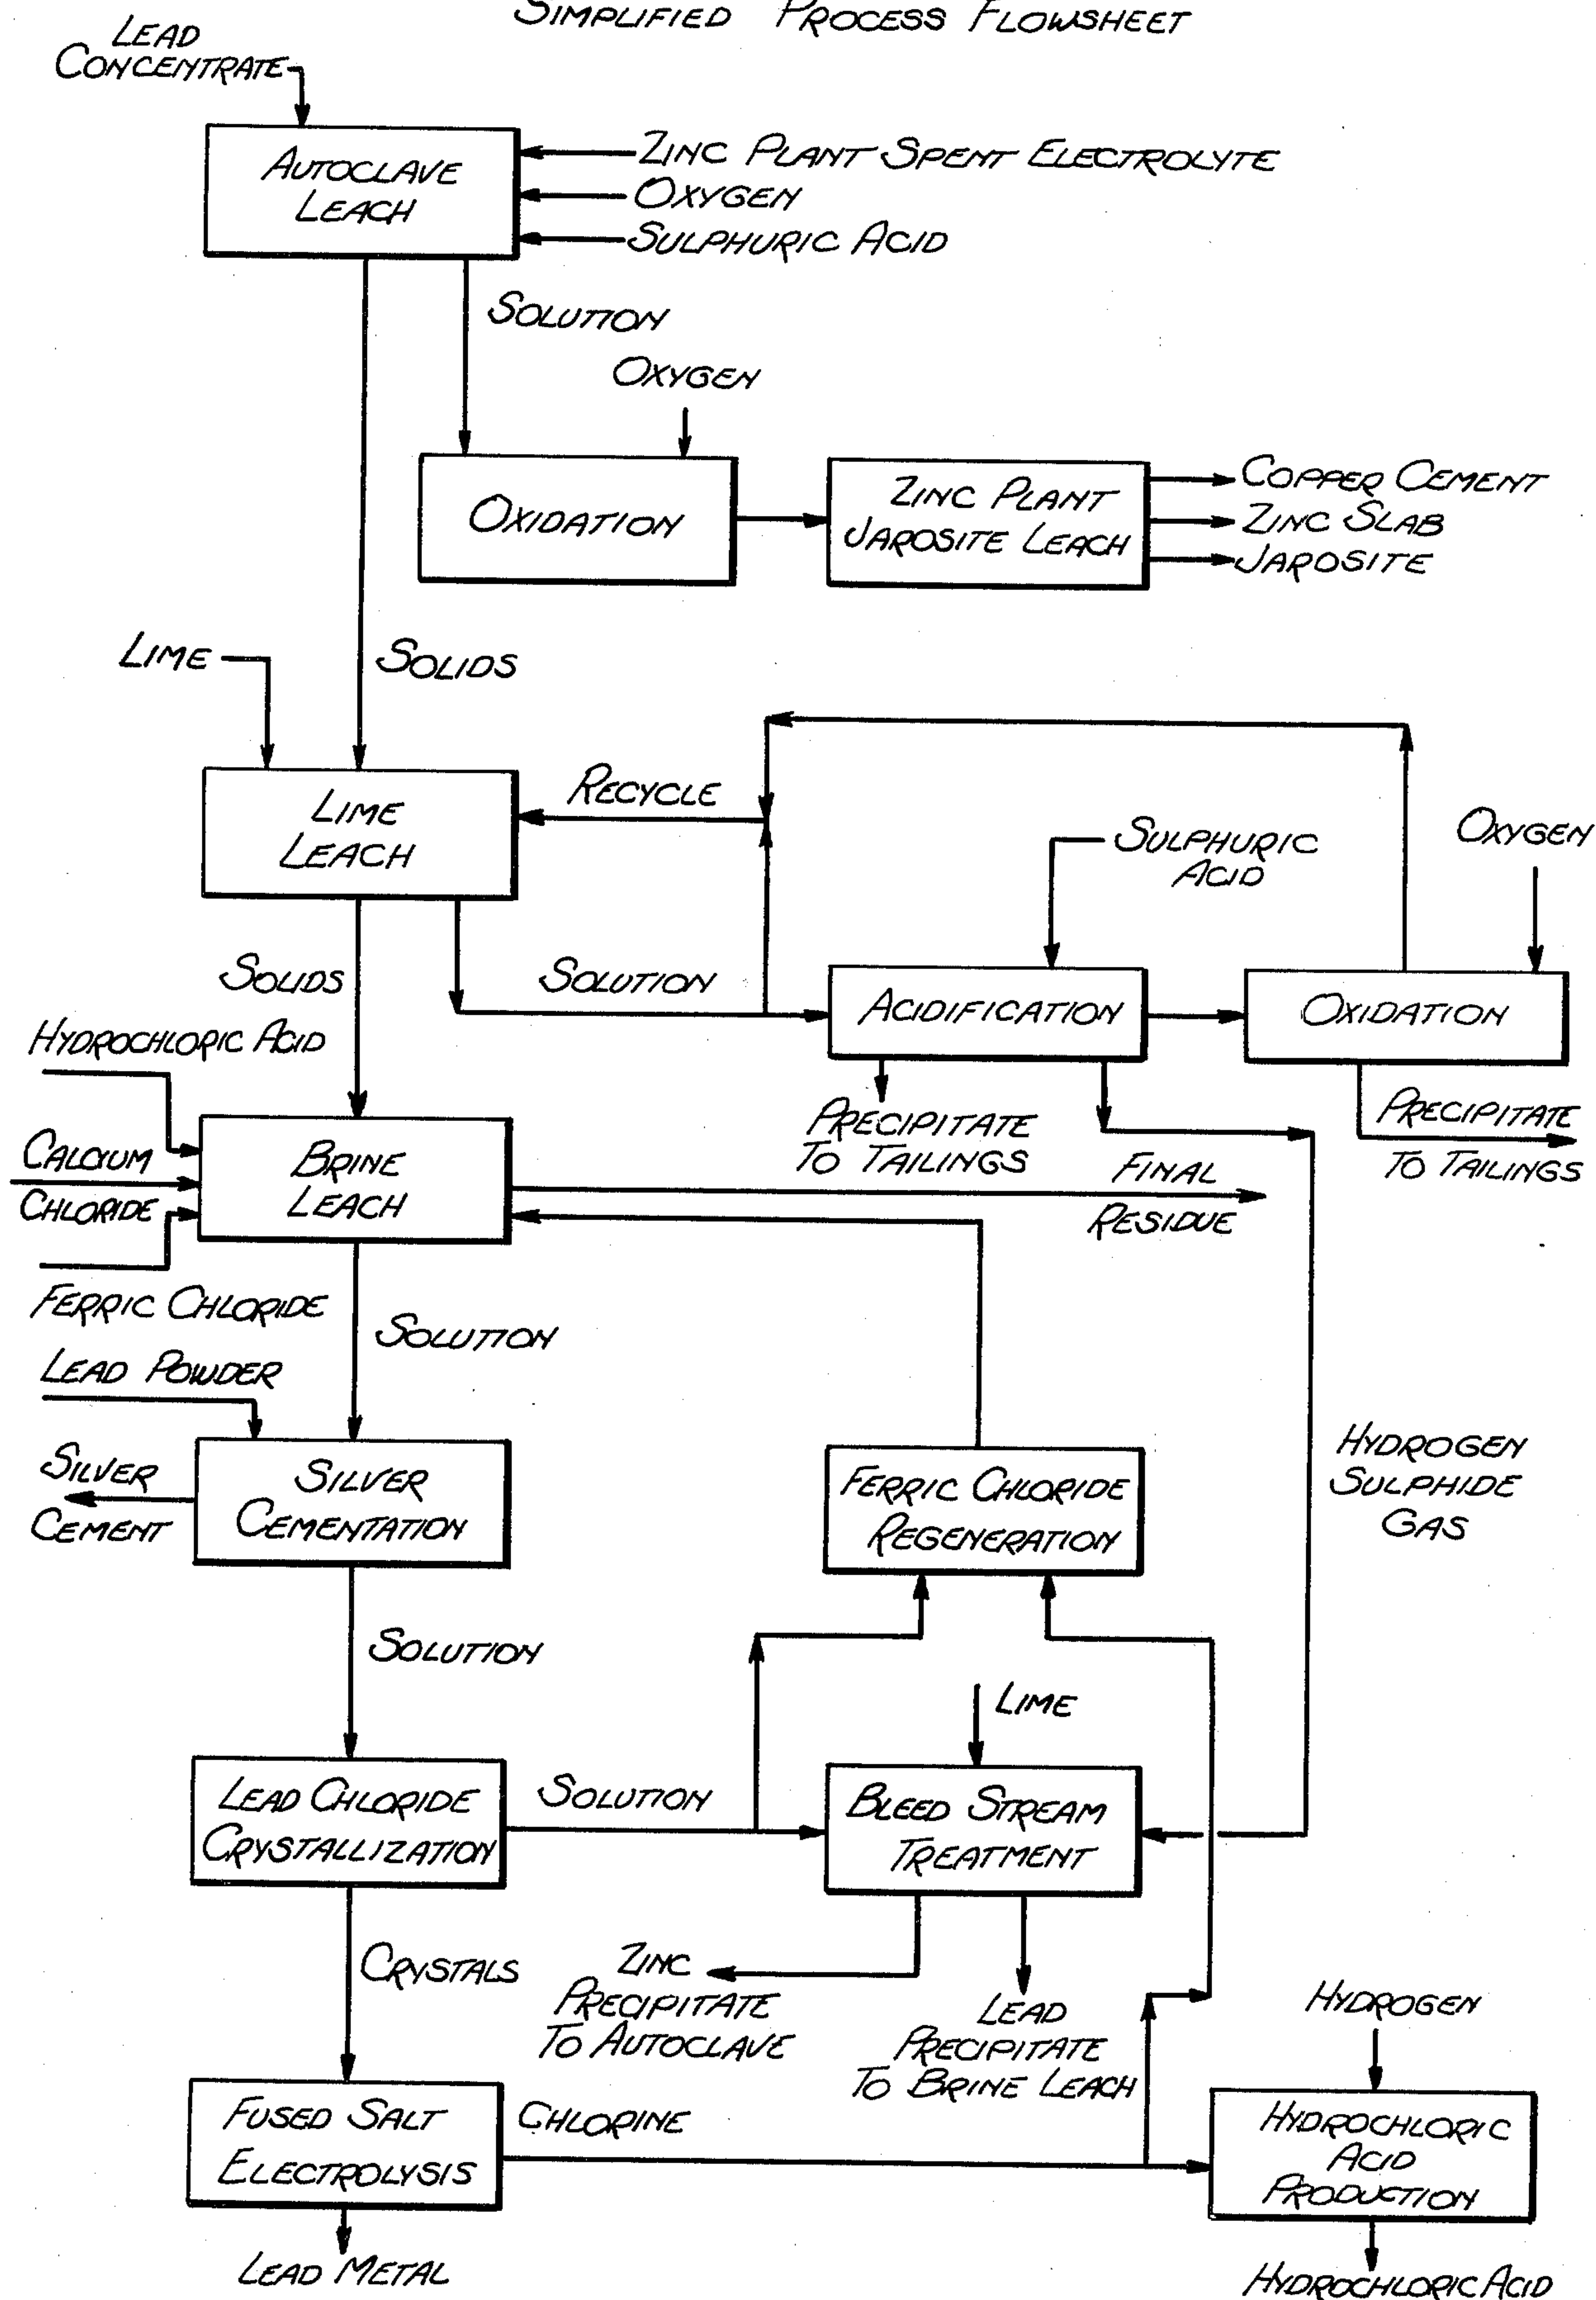 SIMPLIFIED PROCESS FLOWSHEET
LEAD
CONCENTRATE
AUTOCLAVE
LEACH
ZINC PLANT SPENT ELECTROLYTE
OXYGEN
SULPHURIC ACID
SOLUTION
OXYGEN
OXIDATION
ZINC PLANT
JAROSITE LEACH
COPPER CEMENT
ZINC SLAB
JAROSITE
LIME
SOLIDS
LIME
LEACH
RECYCLE
SULPHURIC
ACID
OXYGEN
SOLIDS
SOLUTION
ACIDIFICATION
OXIDATION
HYDROCHLORIC ACID
PRECIPITATE
TO TAILINGS
PRECIPITATE
TO TAILINGS
CALCIUM
CHLORIDE
BRINE
LEACH
FINAL
RESIDUE
FERRIC CHLORIDE
SOLUTION
LEAD POWDER
SILVER
CEMENT
SILVER
CEMENTATION
FERRIC CHLORIDE
REGENERATION
HYDROGEN
SULPHIDE
GAS
SOLUTION
LIME
LEAD CHLORIDE
CRYSTALLIZATION
SOLUTION
BLEED STREAM
TREATMENT
CRYSTALS
ZINC
PRECIPITATE
TO AUTOCLAVE
LEAD
PRECIPITATE
TO BRINE LEACH
HYDROGEN
FUSED SALT
ELECTROLYSIS
CHLORINE
HYDROCHLORIC
ACID
PRODUCTION
LEAD METAL
HYDROCHLORIC ACID